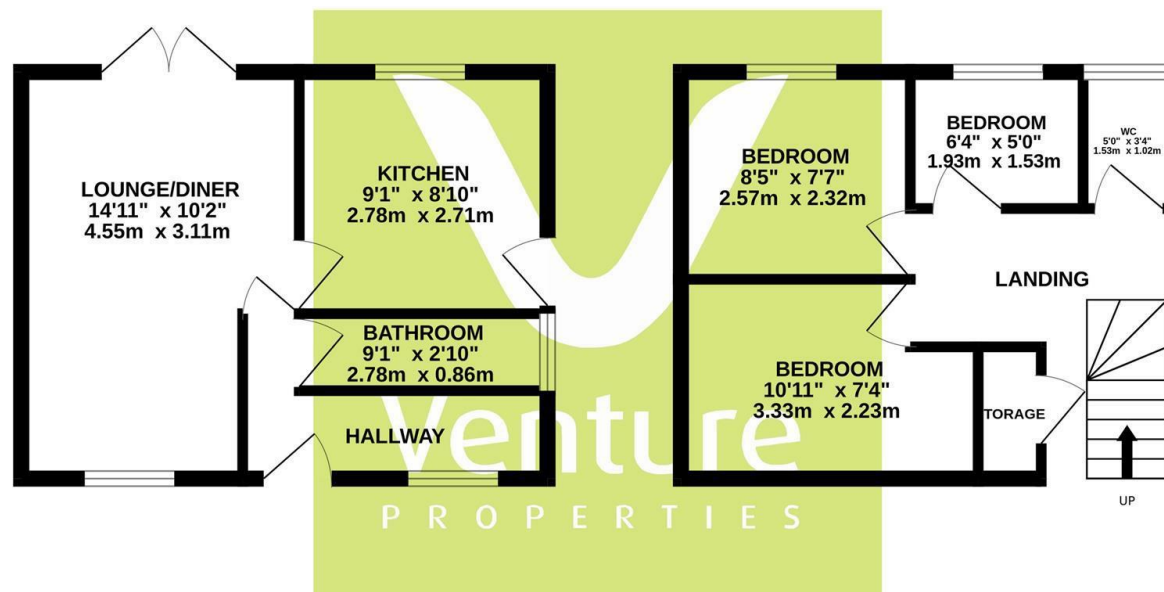 LOUNGE/DINER
14'11" x 10'2"
4.55m x 3.11m
KITCHEN
9'1" x 8'10"
2.78m x 2.71m
BATHROOM
9'1" x 2'10"
2.78m x 0.86m
HALLWAY
BEDROOM
8'5" x 7'7"
2.57m x 2.32m
BEDROOM
6'4" x 5'0"
1.93m x 1.53m
WC
5'0" x 3'4"
1.53m x 1.02m
LANDING
BEDROOM
10'11" x 7'4"
3.33m x 2.23m
TORAGE
UP
Venture
PROPERTIES